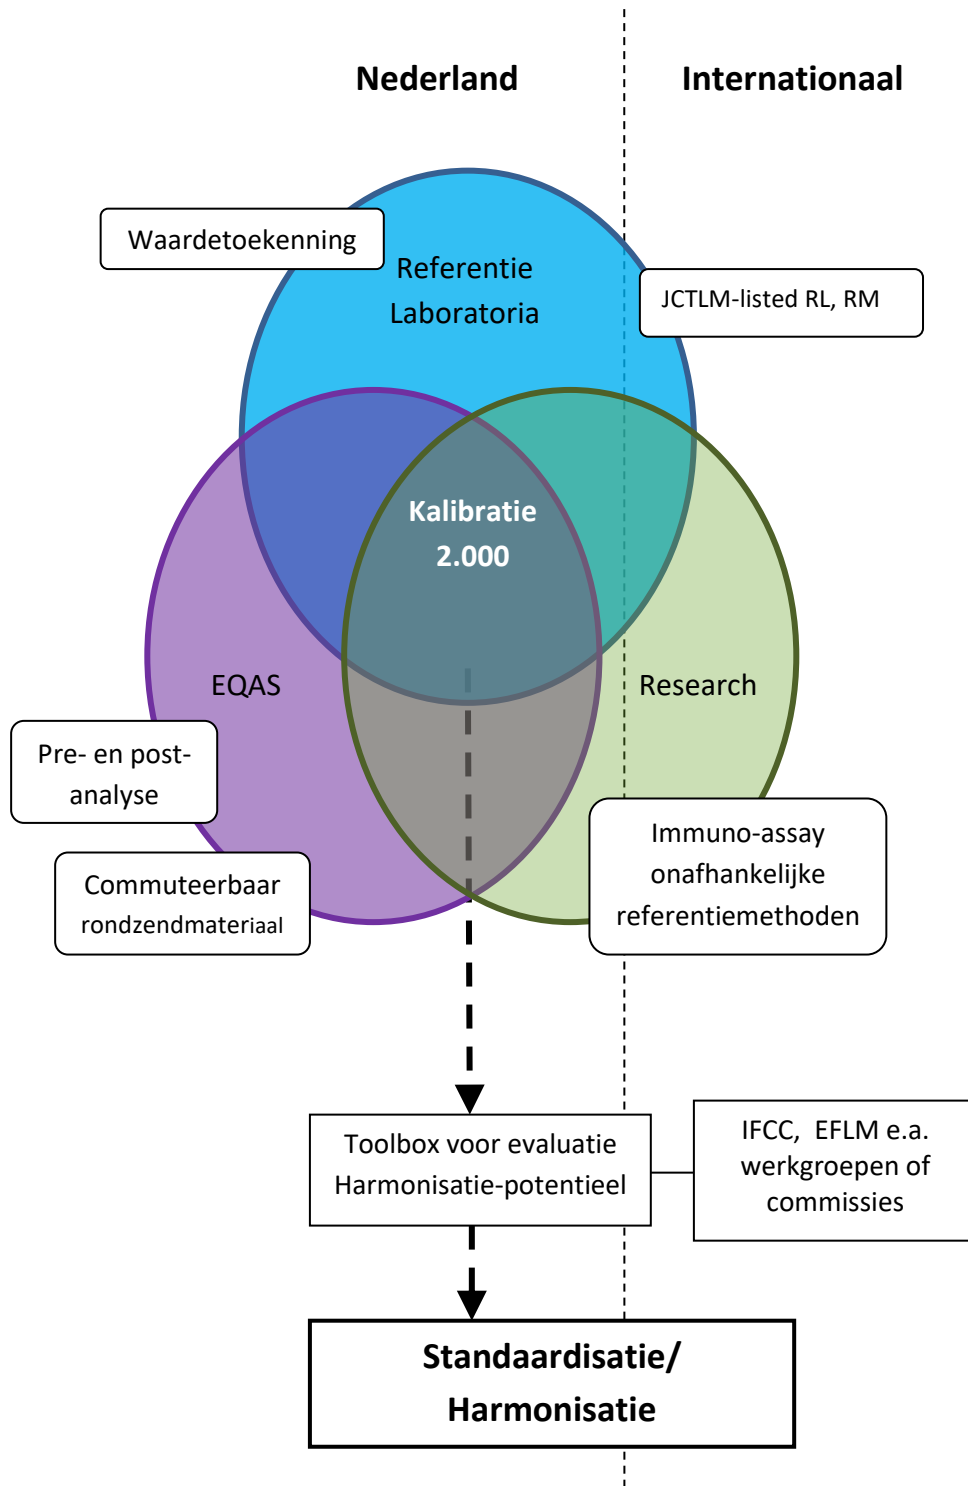 Nederland
Internationaal
Waardetoekenning
Referentie
Laboratoria
JCTLM-listed RL, RM
Kalibratie
2.000
EQAS
Research
Pre- en post-
analyse
Commuteerbaar
rondzendmateriaal
Immuno-assay
onafhankelijke
referentiemethoden
Toolbox voor evaluatie
Harmonisatie-potentieel
IFCC, EFLM e.a.
werkgroepen of
commissies
Standaardisatie/
Harmonisatie